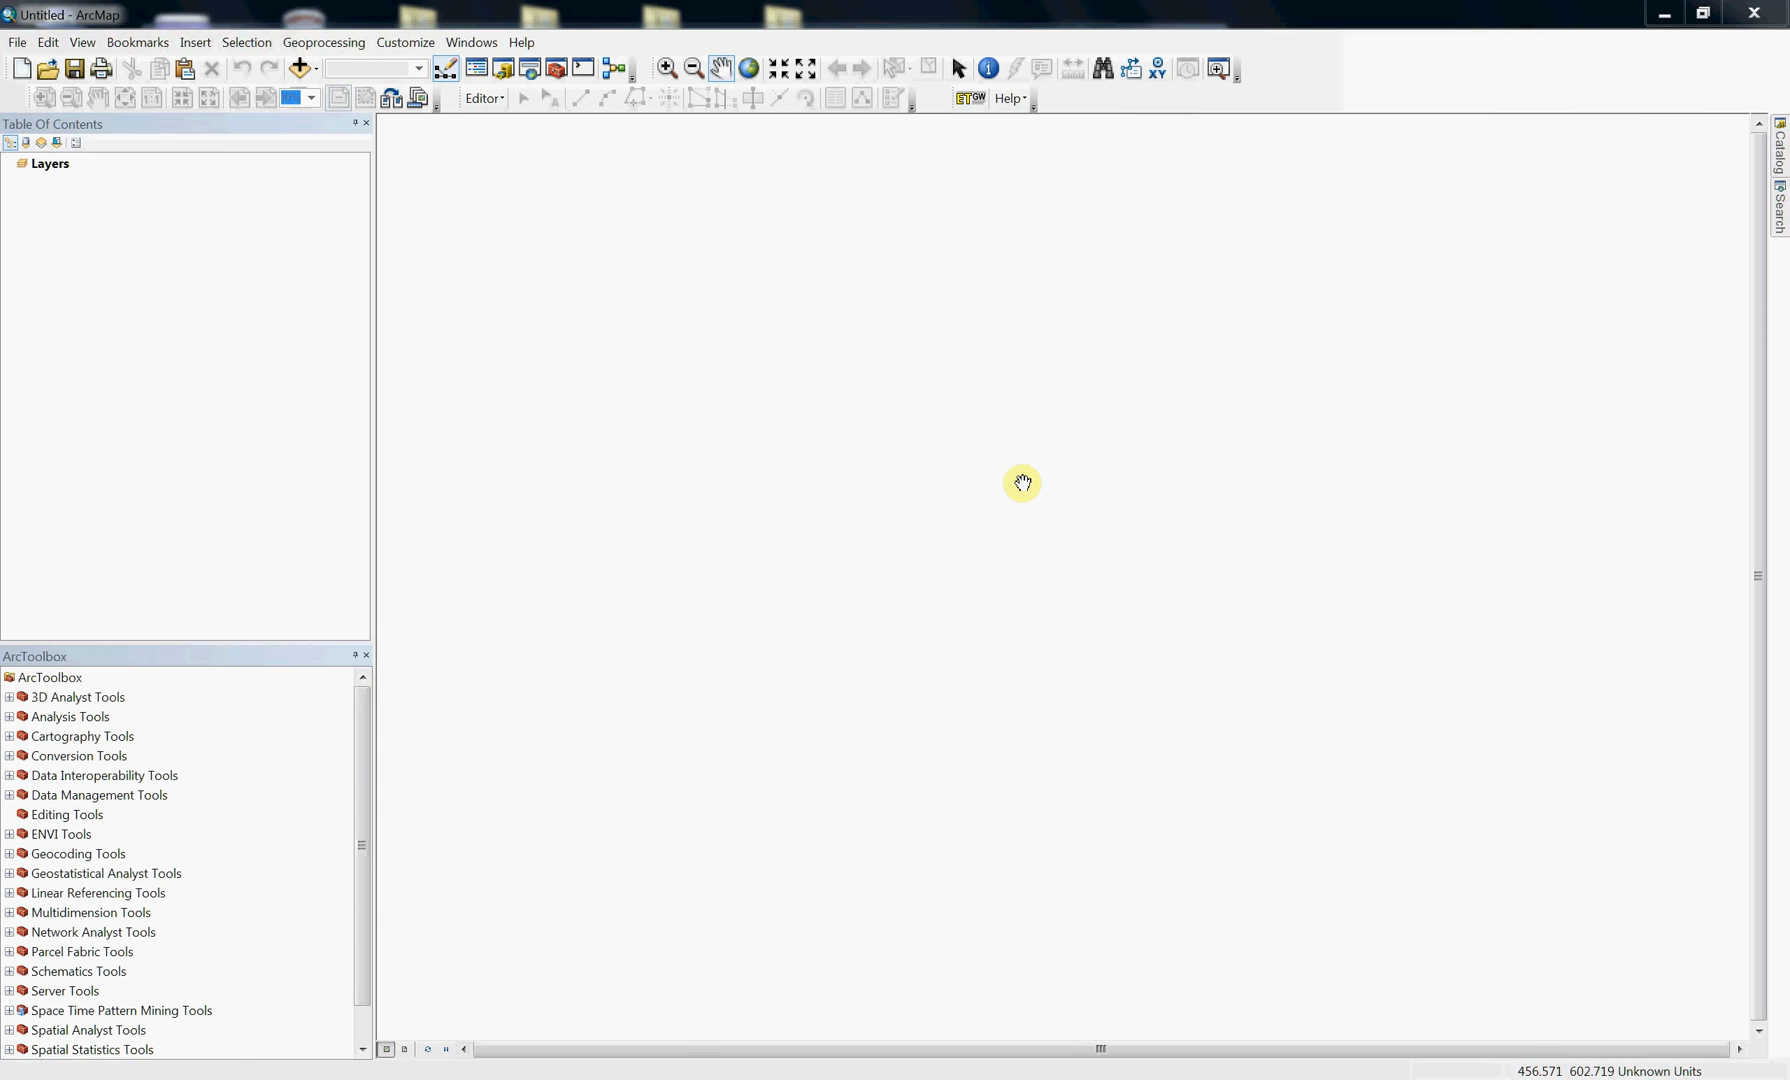 Untitled - ArcMap
File Edit View Bookmarks Insert Selection Geoprocessing Customize Windows Help
Editor
ET GW Help
Table Of Contents
Layers
Catalog
Search
ArcToolbox
ArcToolbox
3D Analyst Tools
Analysis Tools
Cartography Tools
Conversion Tools
Data Interoperability Tools
Data Management Tools
Editing Tools
ENVI Tools
Geocoding Tools
Geostatistical Analyst Tools
Linear Referencing Tools
Multidimension Tools
Network Analyst Tools
Parcel Fabric Tools
Schematics Tools
Server Tools
Space Time Pattern Mining Tools
Spatial Analyst Tools
Spatial Statistics Tools
456.571 602.719 Unknown Units